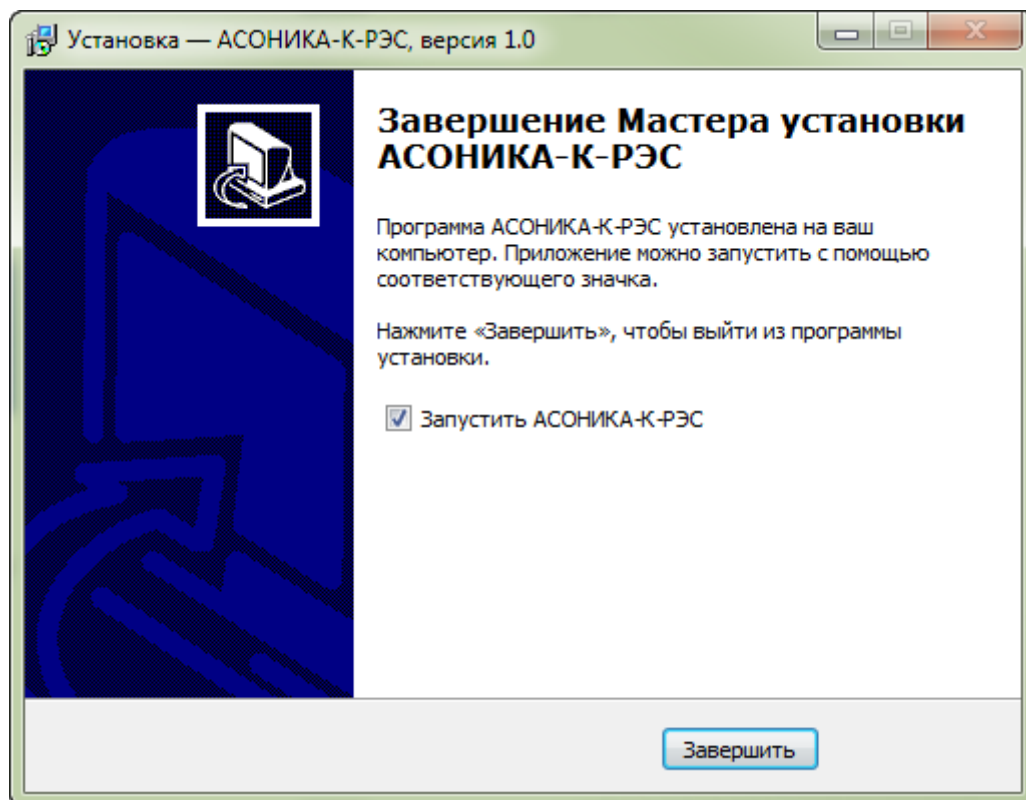 Установка — АСОНИКА-К-РЭС, версия 1.0
Завершение Мастера установки
АСОНИКА-К-РЭС
Программа АСОНИКА-К-РЭС установлена на ваш
компьютер. Приложение можно запустить с помощью
соответствующего значка.
Нажмите «Завершить», чтобы выйти из программы
установки.
Запустить АСОНИКА-К-РЭС
Завершить